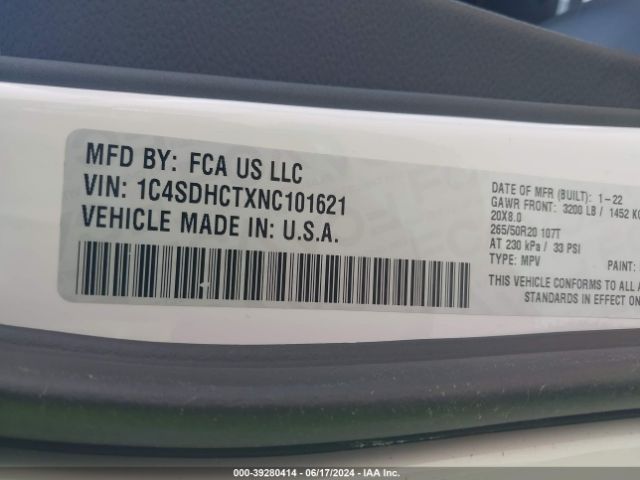 MFD BY: FCA US LLC
VIN: 1C4SDHCTXNC101621
VEHICLE MADE IN: U.S.A.
DATE OF MFR (BUILT): 1-22
GAWR FRONT: 3200 LB / 1452 KG
20X8.0
265/50R20 107T
AT 230 kPa / 33 PSI
TYPE: MPV
PAINT:
THIS VEHICLE CONFORMS TO ALL A
STANDARDS IN EFFECT ON
000-39280414 - 06/17/2024 - IAA Inc.